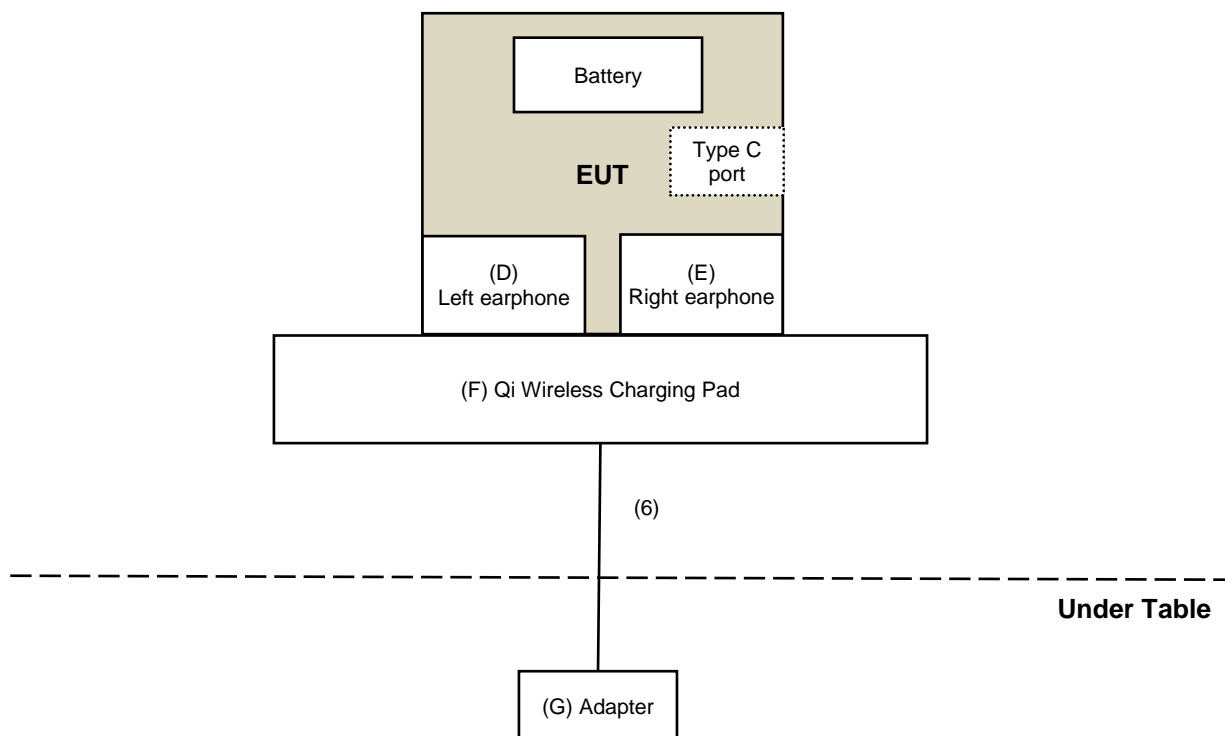 Battery
Type C
port
EUT
(D)
Left earphone
(E)
Right earphone
(F) Qi Wireless Charging Pad
(6)
Under Table
(G) Adapter